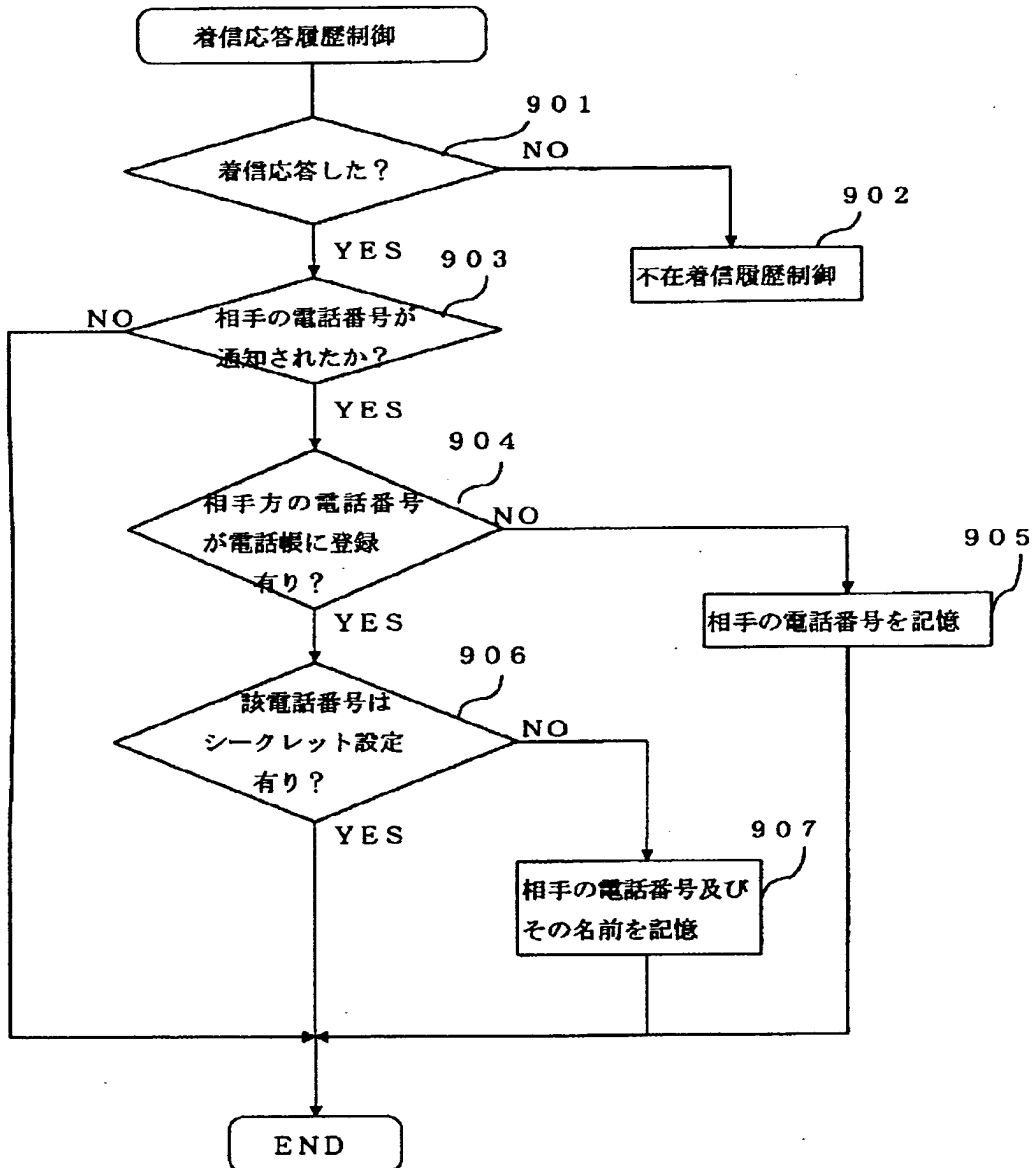 着信応答履歴制御
901
着信応答した？
NO
902
不在着信履歴制御
YES
903
相手の電話番号が
通知されたか？
NO
YES
904
相手方の電話番号
が電話帳に登録
有り？
NO
905
相手の電話番号を記憶
YES
906
該電話番号は
シークレット設定
有り？
NO
YES
907
相手の電話番号及び
その名前を記憶
END